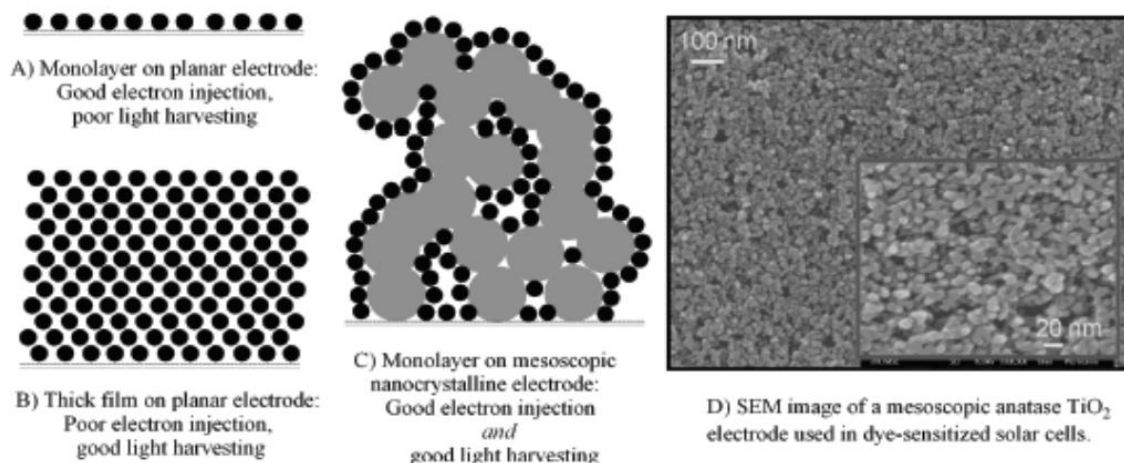 A) Monolayer on planar electrode:
Good electron injection,
poor light harvesting
B) Thick film on planar electrode:
Poor electron injection,
good light harvesting
C) Monolayer on mesoscopic
nanocrystalline electrode:
Good electron injection
and
good light harvesting
100 nm
20 nm
D) SEM image of a mesoscopic anatase TiO₂
electrode used in dye-sensitized solar cells.